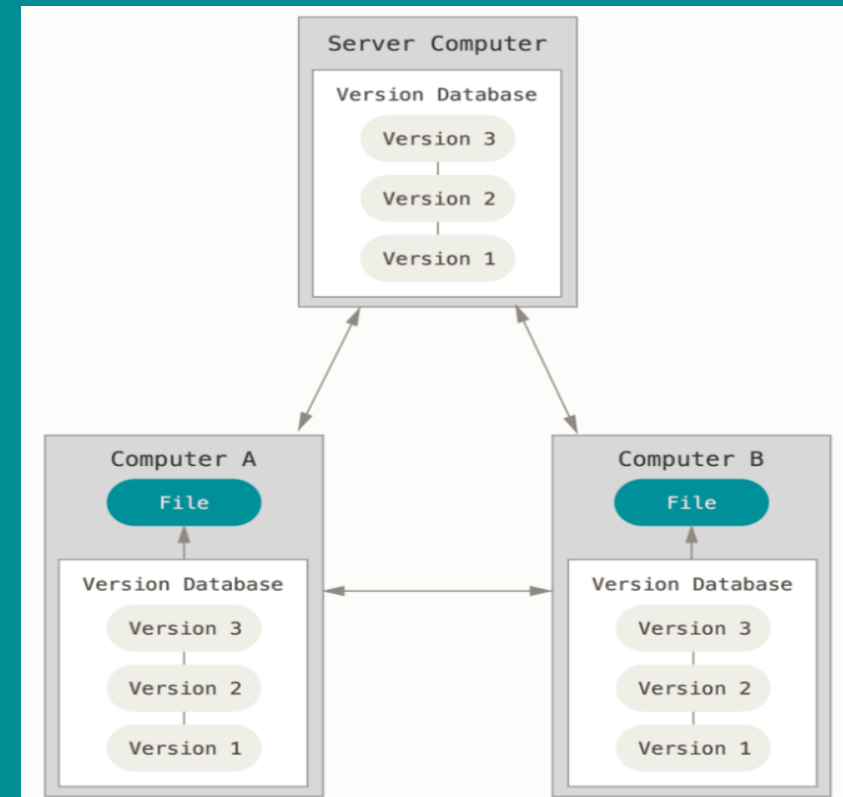 Server Computer
Version Database
Version 3
Version 2
Version 1
Computer A
File
Version Database
Version 3
Version 2
Version 1
Computer B
File
Version Database
Version 3
Version 2
Version 1